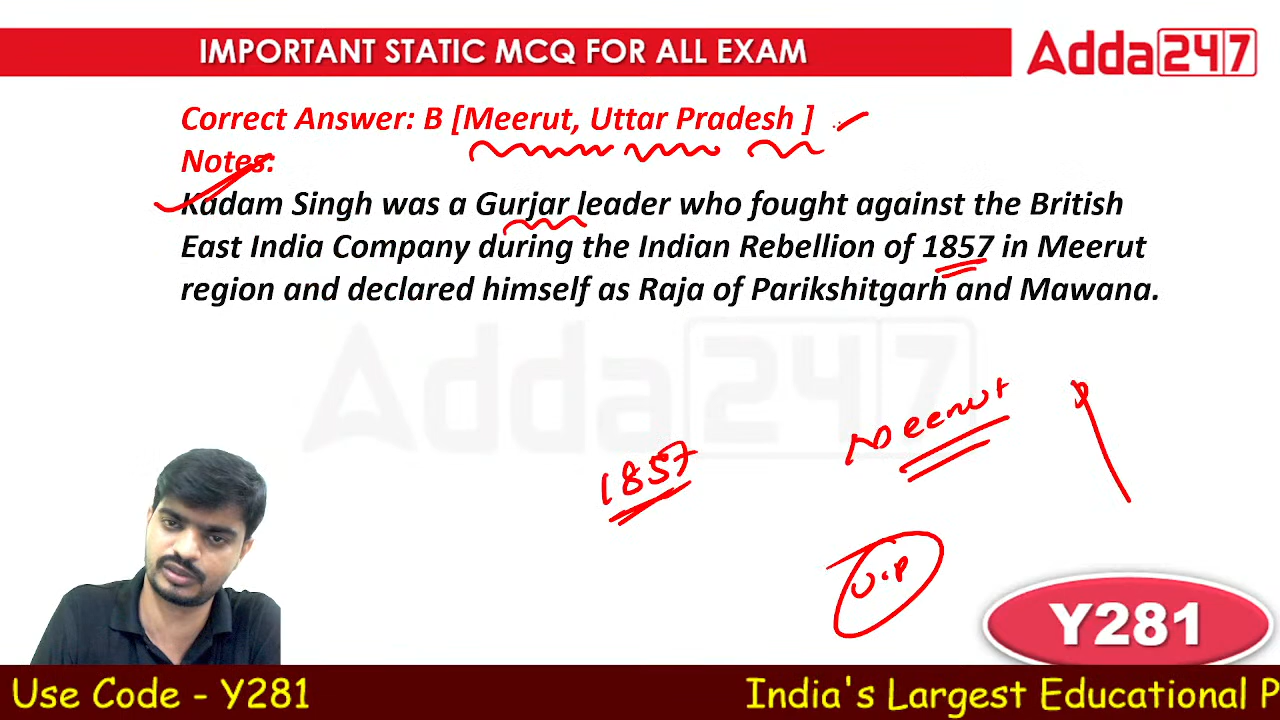 IMPORTANT STATIC MCQ FOR ALL EXAM
Adda247
Correct Answer: B [Meerut, Uttar Pradesh ]
Notes:
Kadam Singh was a Gurjar leader who fought against the British
East India Company during the Indian Rebellion of 1857 in Meerut
region and declared himself as Raja of Parikshitgarh and Mawana.
Adda247
Meerut
1857
U.P
Y281
Use Code - Y281
India's Largest Educational P